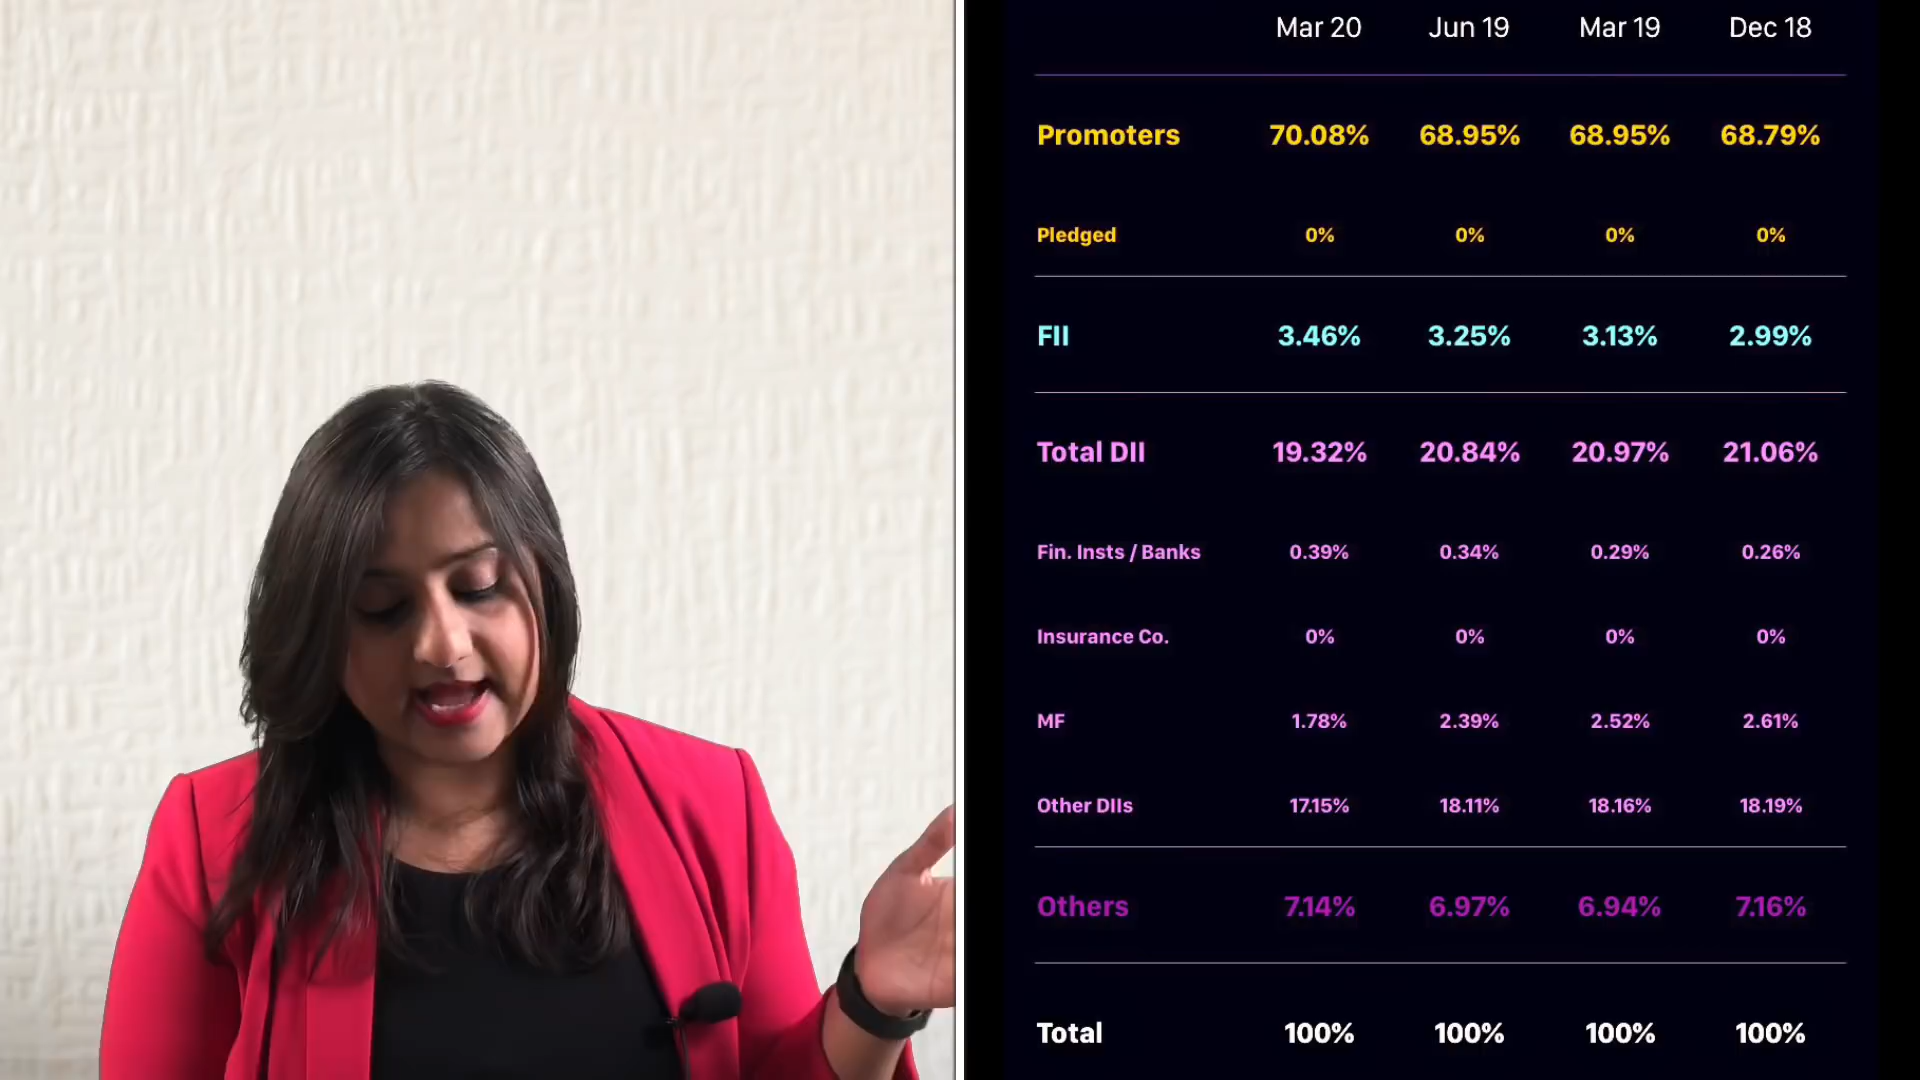 Mar 20 Jun 19 Mar 19 Dec 18
Promoters 70.08% 68.95% 68.95% 68.79%
Pledged 0% 0% 0% 0%
FII 3.46% 3.25% 3.13% 2.99%
Total DII 19.32% 20.84% 20.97% 21.06%
Fin. Insts / Banks 0.39% 0.34% 0.29% 0.26%
Insurance Co. 0% 0% 0% 0%
MF 1.78% 2.39% 2.52% 2.61%
Other DIIs 17.15% 18.11% 18.16% 18.19%
Others 7.14% 6.97% 6.94% 7.16%
Total 100% 100% 100% 100%